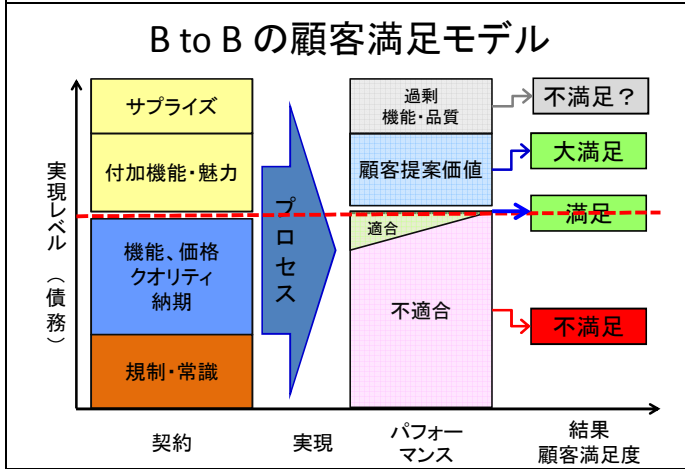 B to B の顧客満足モデル
実現レベル（債務）
サプライズ
付加機能・魅力
機能、価格
クオリティ
納期
規制・常識
プロセス
過剰
機能・品質
顧客提案価値
適合
不適合
不満足？
大満足
満足
不満足
契約
実現
パフォー
マンス
結果
顧客満足度